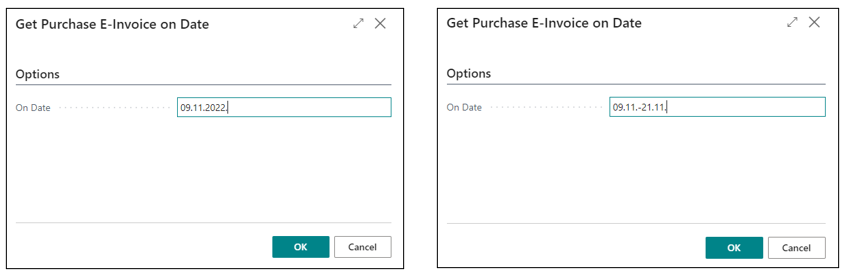 Get Purchase E-Invoice on Date
Options
On Date
09.11.2022.
OK
Cancel
Get Purchase E-Invoice on Date
Options
On Date
09.11.-21.11.
OK
Cancel